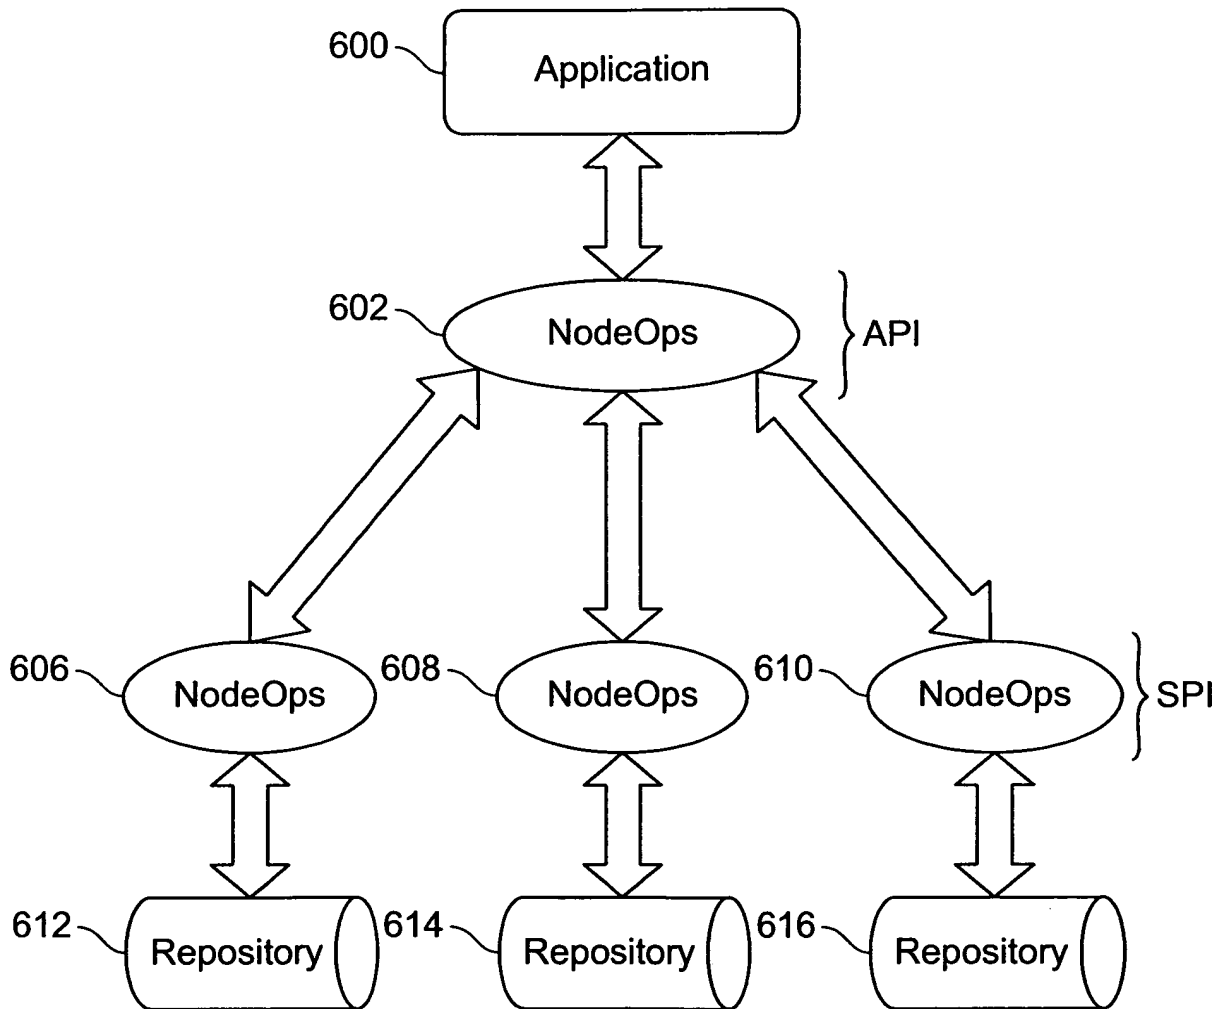 600
Application
602
NodeOps
API
606
NodeOps
608
NodeOps
610
NodeOps
SPI
612
Repository
614
Repository
616
Repository